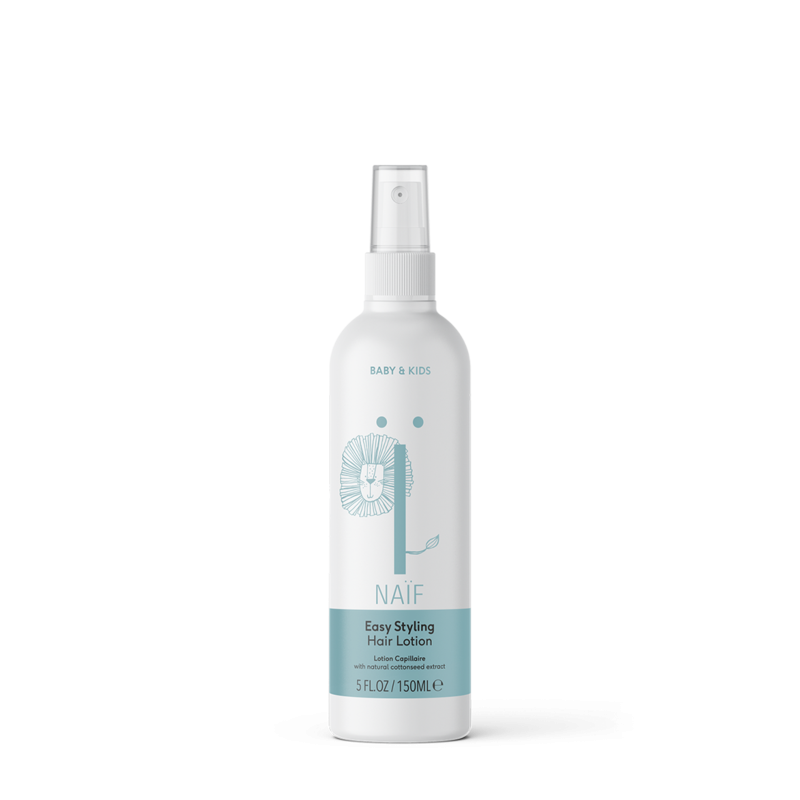 BABY & KIDS
NAÏF
Easy Styling
Hair Lotion
Lotion Capillaire
with natural cottonseed extract
5 FL.OZ / 150ML ℮